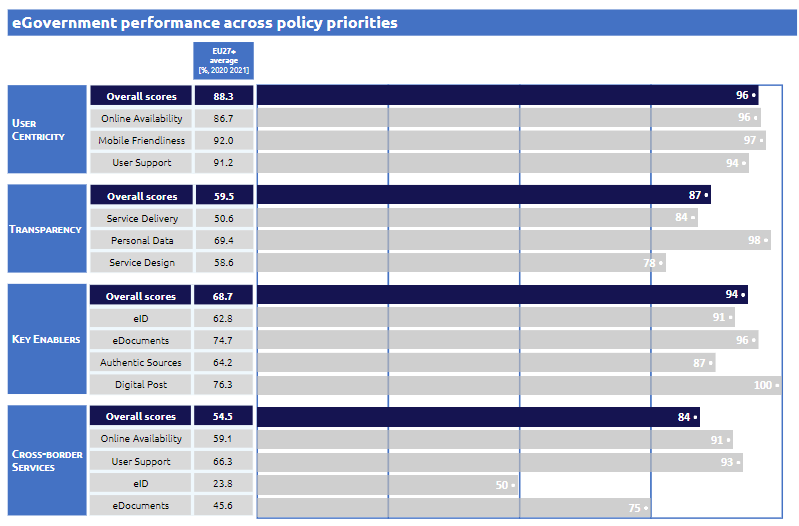 eGovernment performance across policy priorities
EU27+
average
[%, 2020 2021]
USER
CENTRICITY
Overall scores 88.3 96
Online Availability 86.7 96
Mobile Friendliness 92.0 97
User Support 91.2 94
TRANSPARENCY
Overall scores 59.5 87
Service Delivery 50.6 84
Personal Data 69.4 98
Service Design 58.6 78
KEY ENABLERS
Overall scores 68.7 94
eID 62.8 91
eDocuments 74.7 96
Authentic Sources 64.2 87
Digital Post 76.3 100
CROSS-BORDER
SERVICES
Overall scores 54.5 84
Online Availability 59.1 91
User Support 66.3 93
eID 23.8 50
eDocuments 45.6 75